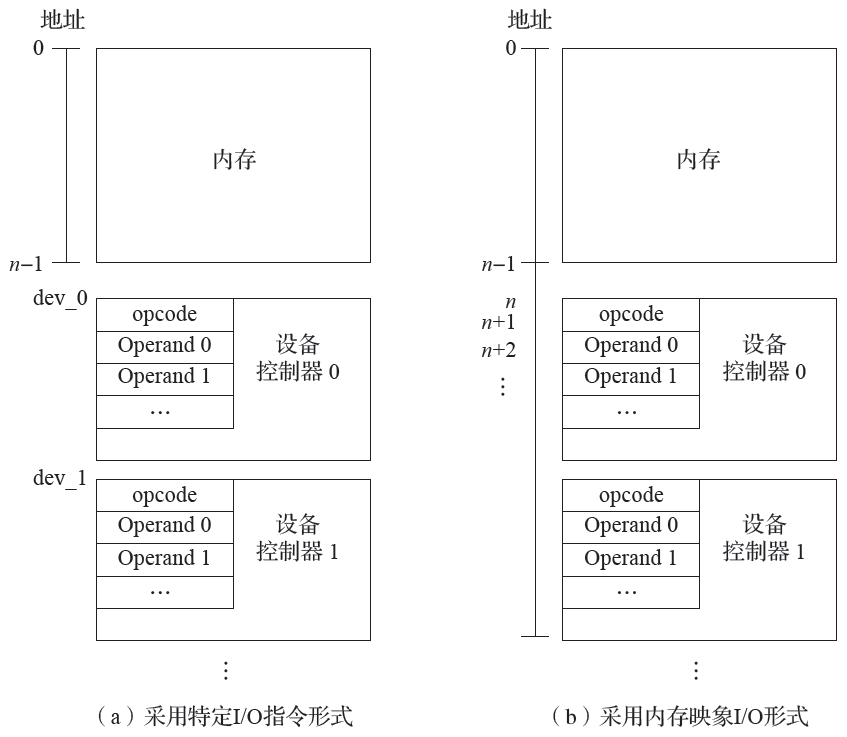 地址
0
内存
n−1
dev_0
opcode
Operand 0
Operand 1
…
设备
控制器 0
dev_1
opcode
Operand 0
Operand 1
…
设备
控制器 1
⋮
（a）采用特定I/O指令形式
地址
0
内存
n−1
n
n+1
n+2
⋮
opcode
Operand 0
Operand 1
…
设备
控制器 0
opcode
Operand 0
Operand 1
…
设备
控制器 1
⋮
（b）采用内存映象I/O形式